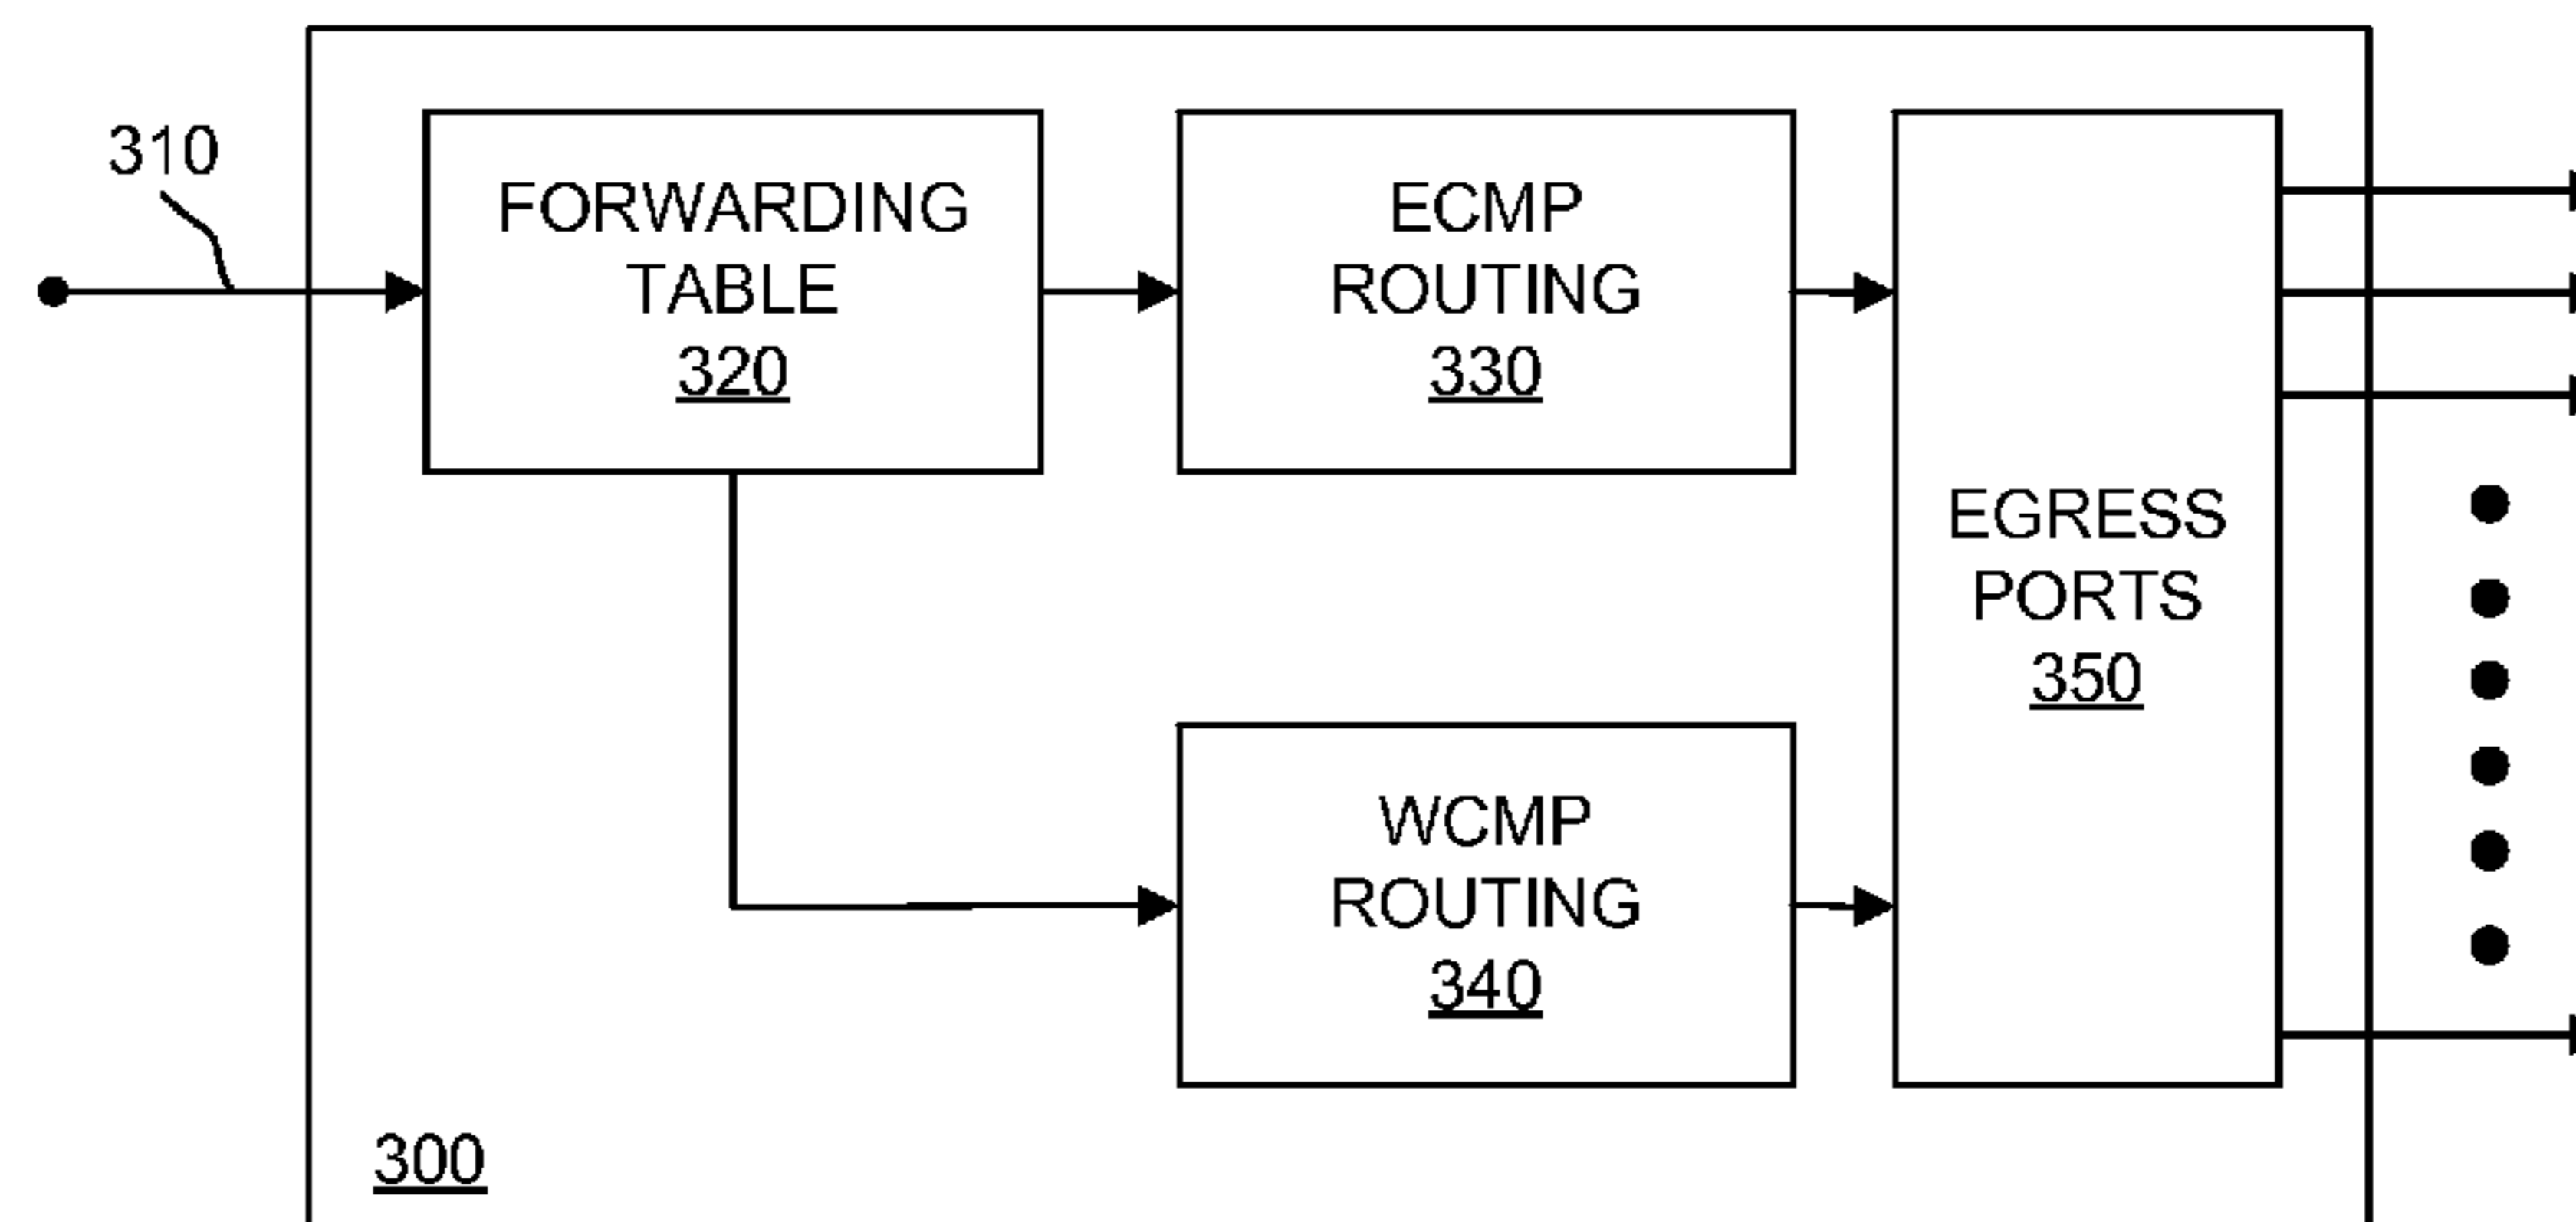 310
FORWARDING
TABLE
320
ECMP
ROUTING
330
EGRESS
PORTS
350
WCMP
ROUTING
340
300